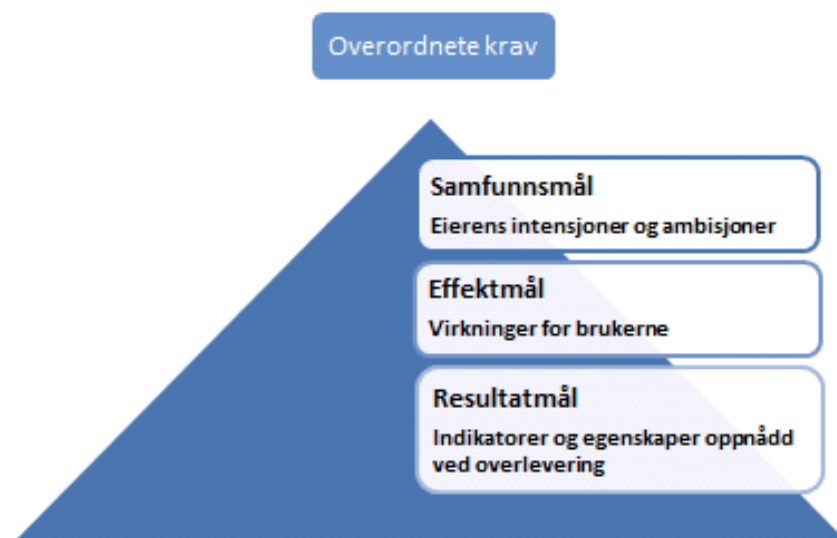 Overordnete krav
Samfunnsmål
Eierens intensjoner og ambisjoner
Effektmål
Virkninger for brukerne
Resultatmål
Indikatorer og egenskaper oppnådd
ved overlevering